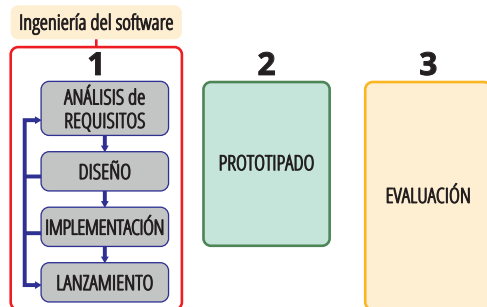 Ingeniería del software
1
2
3
ANÁLISIS de
REQUISITOS
DISEÑO
IMPLEMENTACIÓN
LANZAMIENTO
PROTOTIPADO
EVALUACIÓN